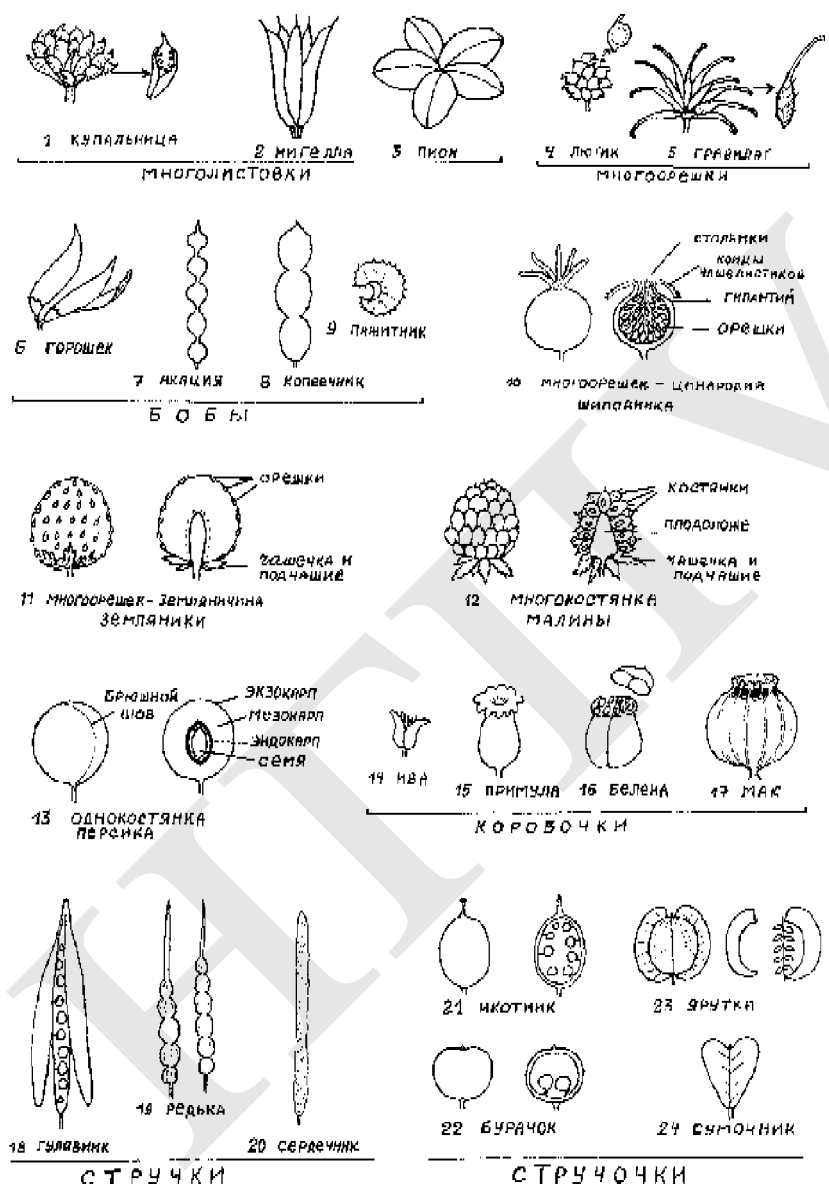 1 КУПАЛЬНИЦА
2 НИГЕЛЛА
3 ПИОН
МНОГОЛИСТОВКИ
4 ЛЮТИК
5 ГРАВИЛАТ
МНОГООРЕШКИ
6 ГОРОШЕК
7 АКАЦИЯ
8 КОПЕЕЧНИК
9 ПАЖИТНИК
БОБЫ
СТОЛБИКИ
КОНЦЫ
ЧАШЕЛИСТИКОВ
ГИПАНТИЙ
ОРЕШКИ
10 МНОГООРЕШЕК - ЦИНАРОДИЙ
ШИПОВНИКА
ОРЕШКИ
ЧАШЕЧКА И
ПОДЧАШИЕ
11 МНОГООРЕШЕК - ЗЕМЛЯНИЧИНА
ЗЕМЛЯНИКИ
КОСТЯНКИ
ПЛОДОЛОЖЕ
ЧАШЕЧКА И
ПОДЧАШИЕ
12 МНОГОКОСТЯНКА
МАЛИНЫ
БРЮШНОЙ
ШОВ
ЭКЗОКАРП
МЕЗОКАРП
ЭНДОКАРП
СЕМЯ
13 ОДНОКОСТЯНКА
ПЕРСИКА
14 ИВА
15 ПРИМУЛА
16 БЕЛЕНА
17 МАК
КОРОБОЧКИ
18 ГУЛЯВНИК
19 РЕДЬКА
20 СЕРДЕЧНИК
СТРУЧКИ
21 ИКОТНИК
22 БУРАЧОК
23 ЯРУТКА
24 СУМОЧНИК
СТРУЧОЧКИ
НГПУ